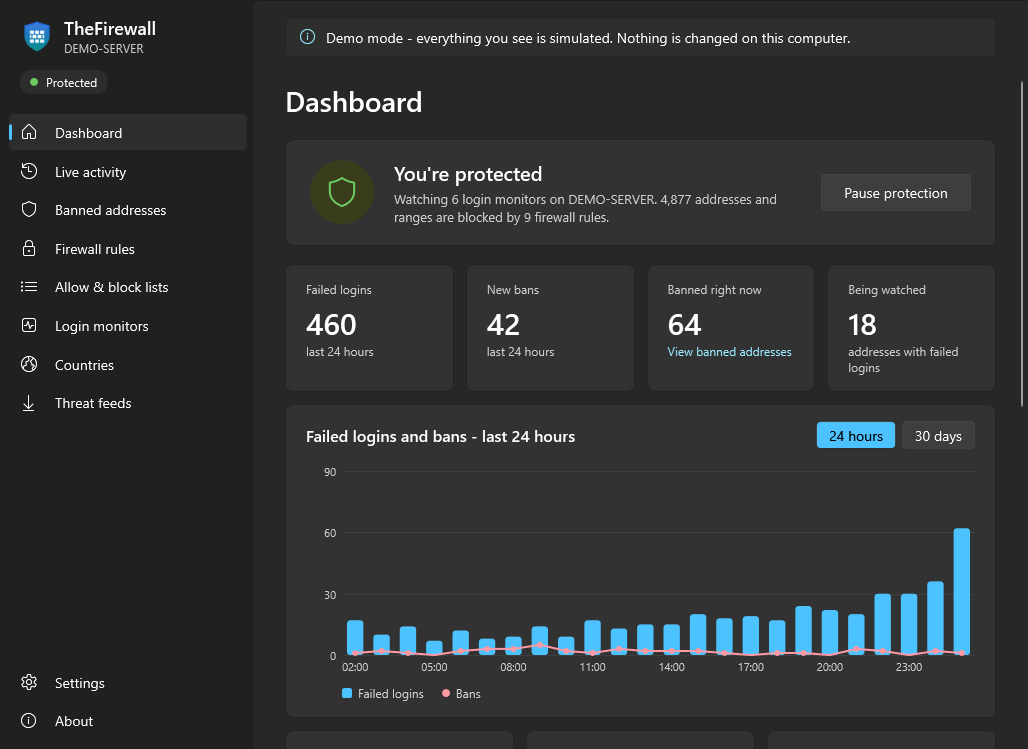 TheFirewall
DEMO-SERVER
Protected
Dashboard
Live activity
Banned addresses
Firewall rules
Allow & block lists
Login monitors
Countries
Threat feeds
Settings
About
Demo mode - everything you see is simulated. Nothing is changed on this computer.
Dashboard
You're protected
Watching 6 login monitors on DEMO-SERVER. 4,877 addresses and
ranges are blocked by 9 firewall rules.
Pause protection
Failed logins
460
last 24 hours
New bans
42
last 24 hours
Banned right now
64
View banned addresses
Being watched
18
addresses with failed
logins
Failed logins and bans - last 24 hours
24 hours
30 days
90
60
30
0
02:00 05:00 08:00 11:00 14:00 17:00 20:00 23:00
Failed logins Bans